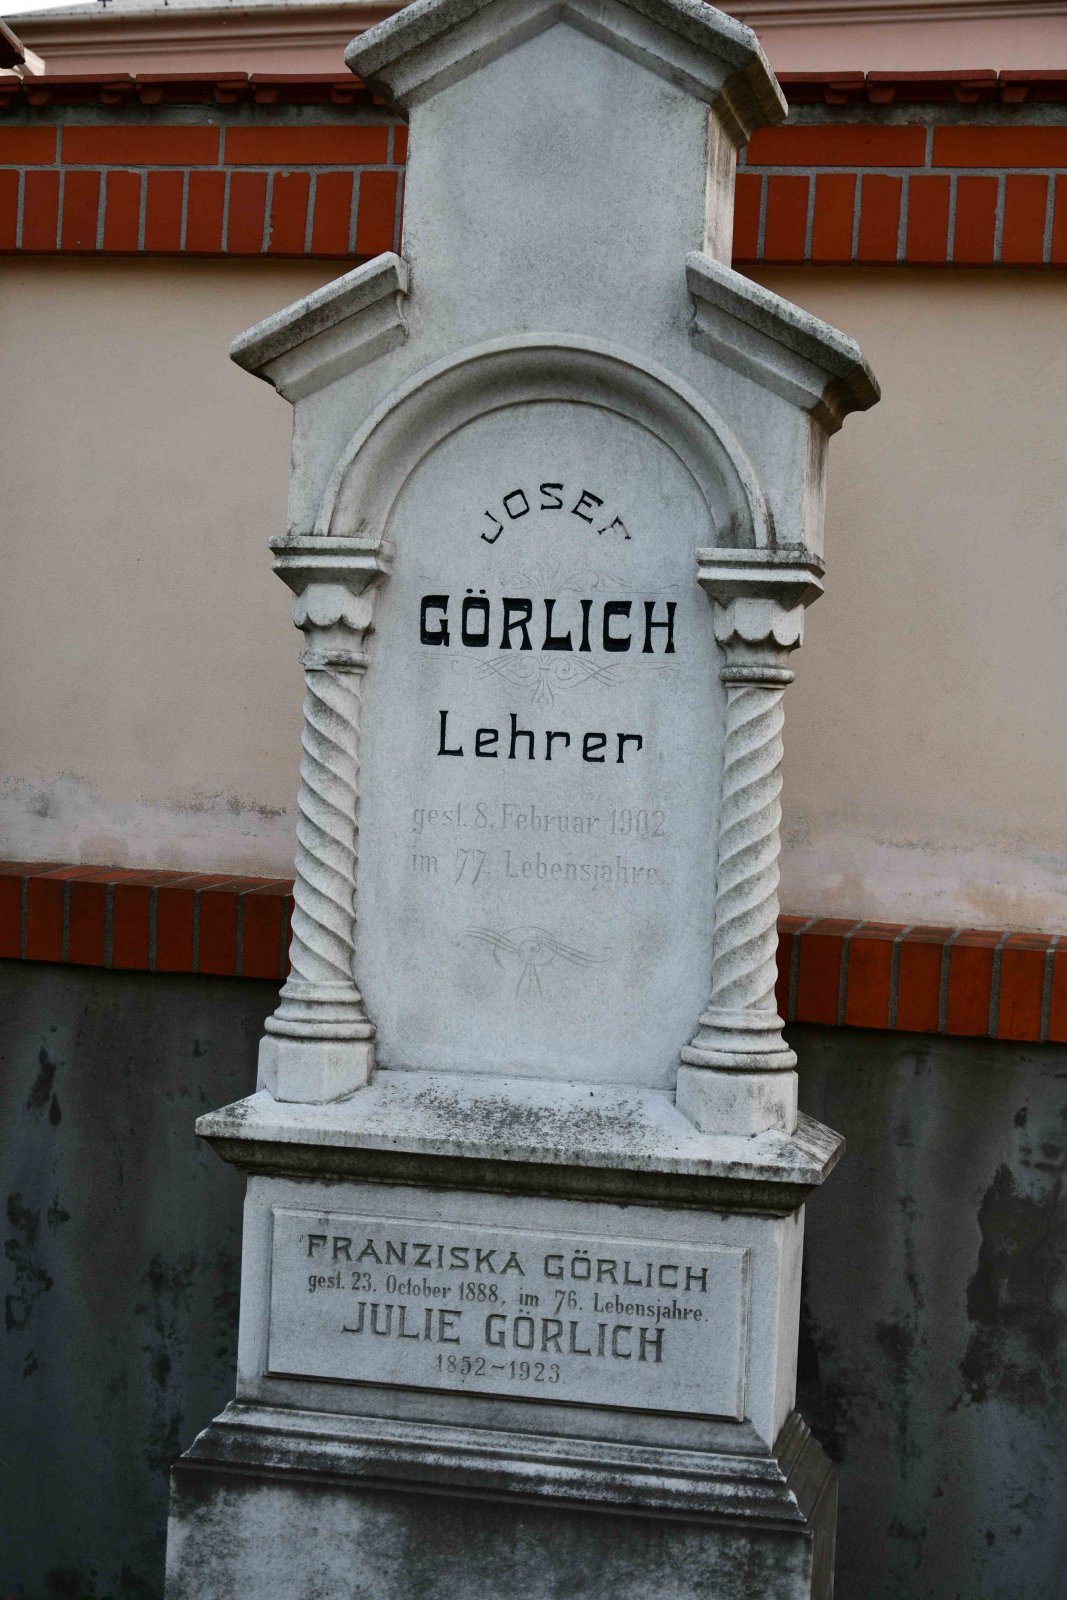 JOSEF
GÖRLICH
Lehrer
gest. 8. Februar 1902
im 77. Lebensjahre.
FRANZISKA GÖRLICH
gest. 23. October 1888. im 76. Lebensjahre.
JULIE GÖRLICH
1852-1923